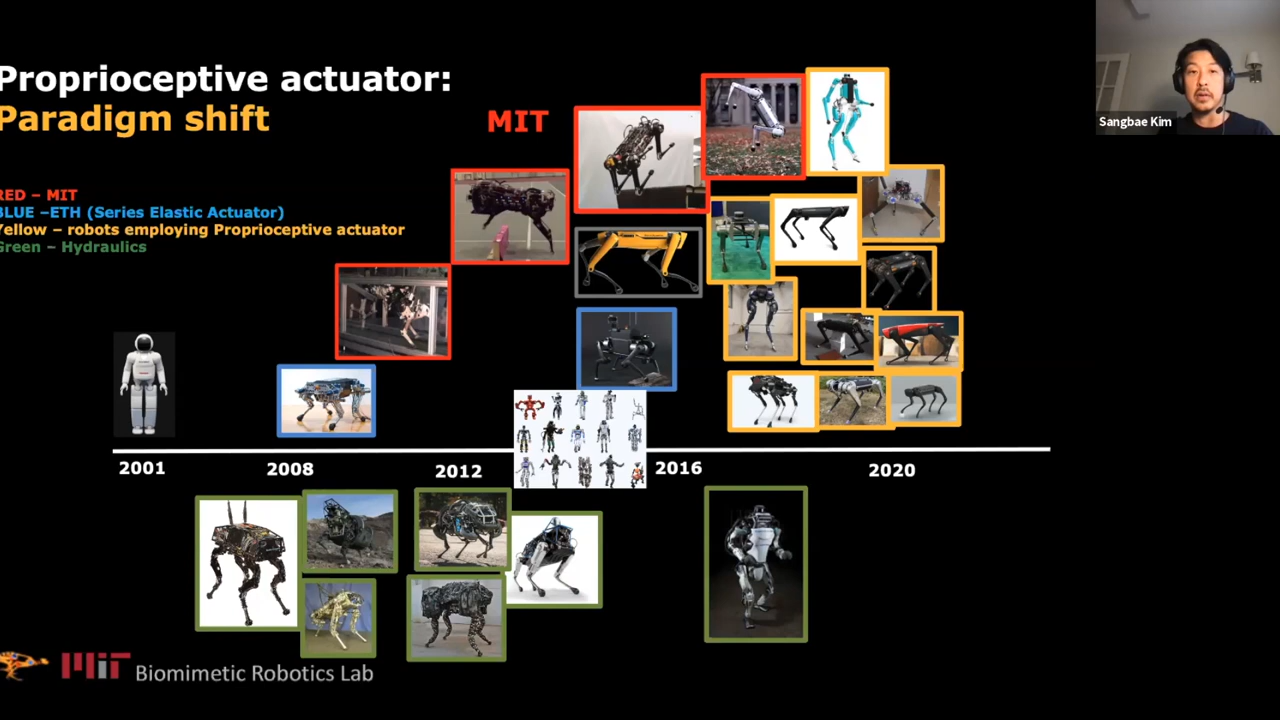 Proprioceptive actuator:
Paradigm shift
MIT
Sangbae Kim
RED – MIT
BLUE –ETH (Series Elastic Actuator)
Yellow – robots employing Proprioceptive actuator
Green – Hydraulics
2001
2008
2012
2016
2020
MIT Biomimetic Robotics Lab